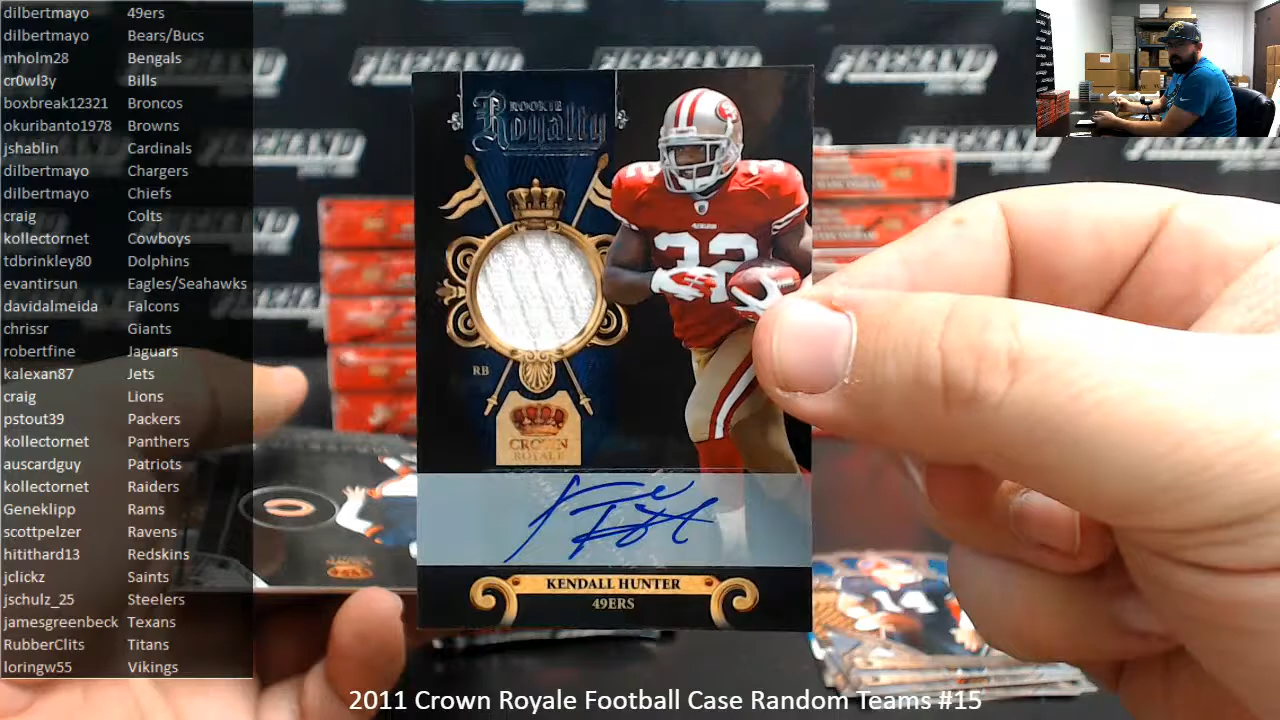 dilbertmayo 49ers
dilbertmayo Bears/Bucs
mholm28 Bengals
cr0wl3y Bills
boxbreak12321 Broncos
okuribanto1978 Browns
jshablin Cardinals
dilbertmayo Chargers
dilbertmayo Chiefs
craig Colts
kollectornet Cowboys
tdbrinkley80 Dolphins
evantirsun Eagles/Seahawks
davidalmeida Falcons
chrissr Giants
robertfine Jaguars
kalexan87 Jets
craig Lions
pstout39 Packers
kollectornet Panthers
auscardguy Patriots
kollectornet Raiders
Geneklipp Rams
scottpelzer Ravens
hitithard13 Redskins
jclickz Saints
jschulz_25 Steelers
jamesgreenbeck Texans
RubberClits Titans
loringw55 Vikings
ROOKIE
Royalty
32
RB
CROWN
ROYALE
KENDALL HUNTER
49ERS
14
2011 Crown Royale Football Case Random Teams #15